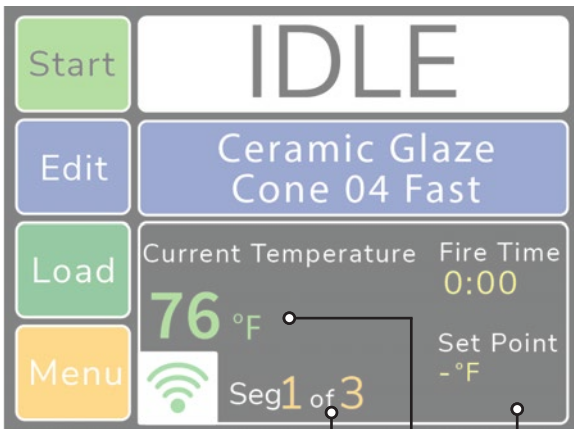 Start
IDLE
Edit
Ceramic Glaze
Cone 04 Fast
Load
Current Temperature
Fire Time
0:00
76 °F
Set Point
- °F
Menu
Seg1 of 3